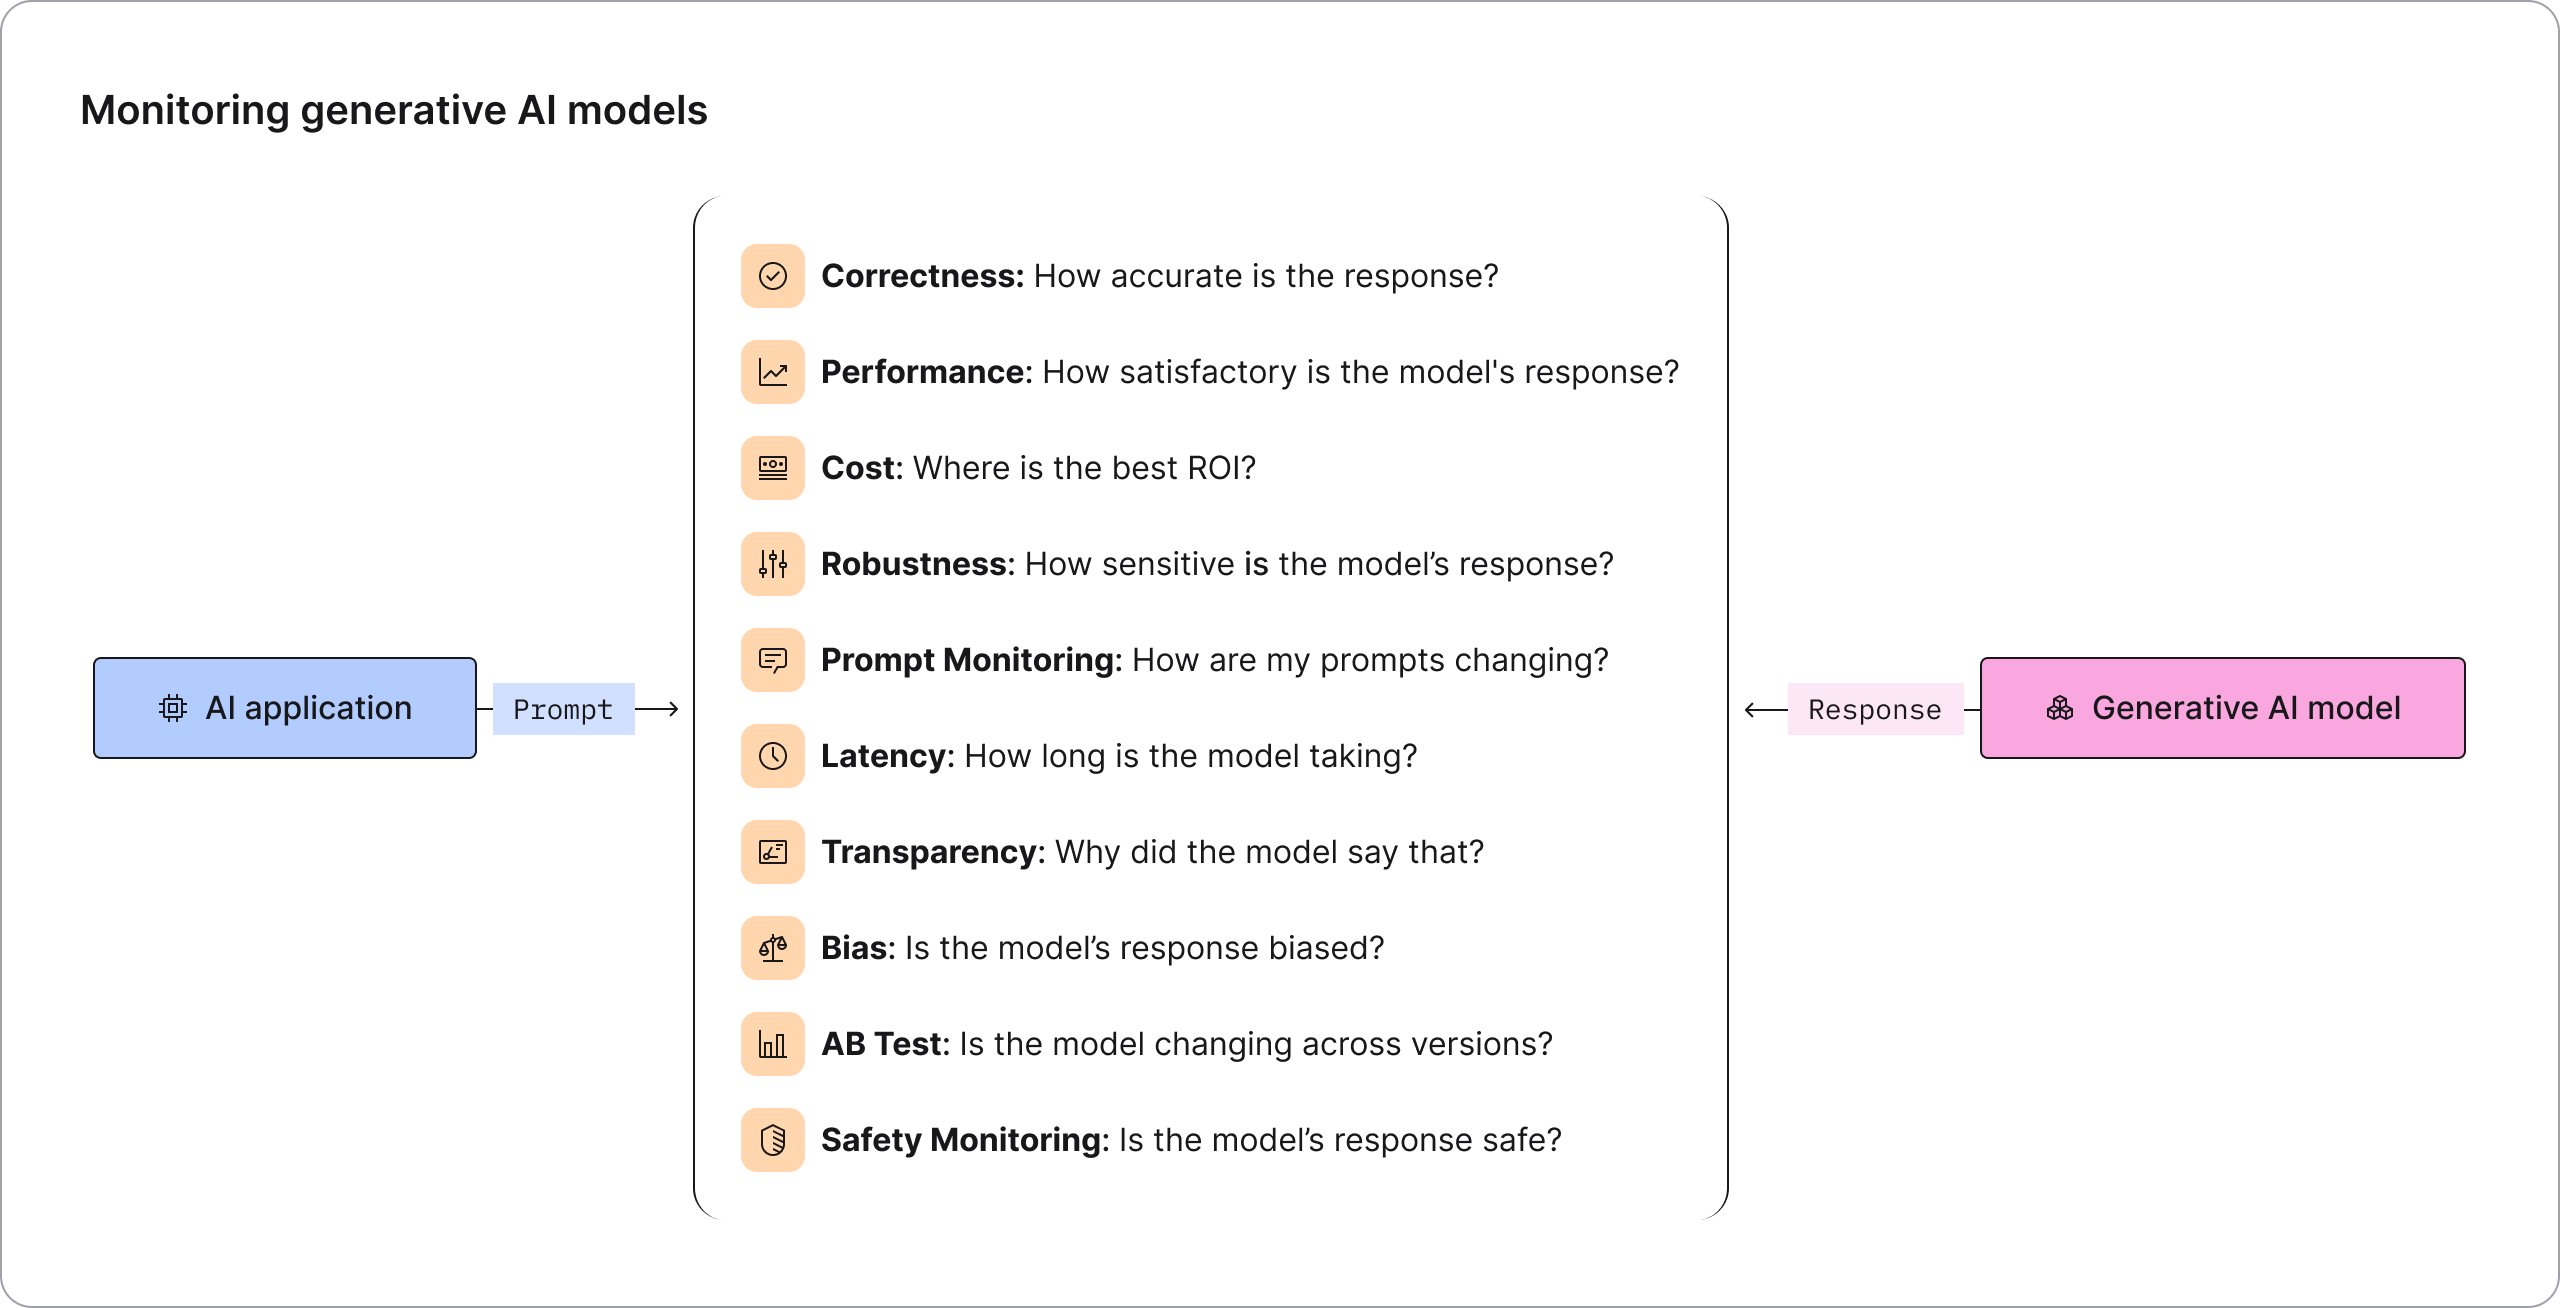 Monitoring generative AI models
Correctness: How accurate is the response?
Performance: How satisfactory is the model's response?
Cost: Where is the best ROI?
Robustness: How sensitive is the model’s response?
Prompt Monitoring: How are my prompts changing?
AI application
Prompt
Response
Generative AI model
Latency: How long is the model taking?
Transparency: Why did the model say that?
Bias: Is the model’s response biased?
AB Test: Is the model changing across versions?
Safety Monitoring: Is the model’s response safe?